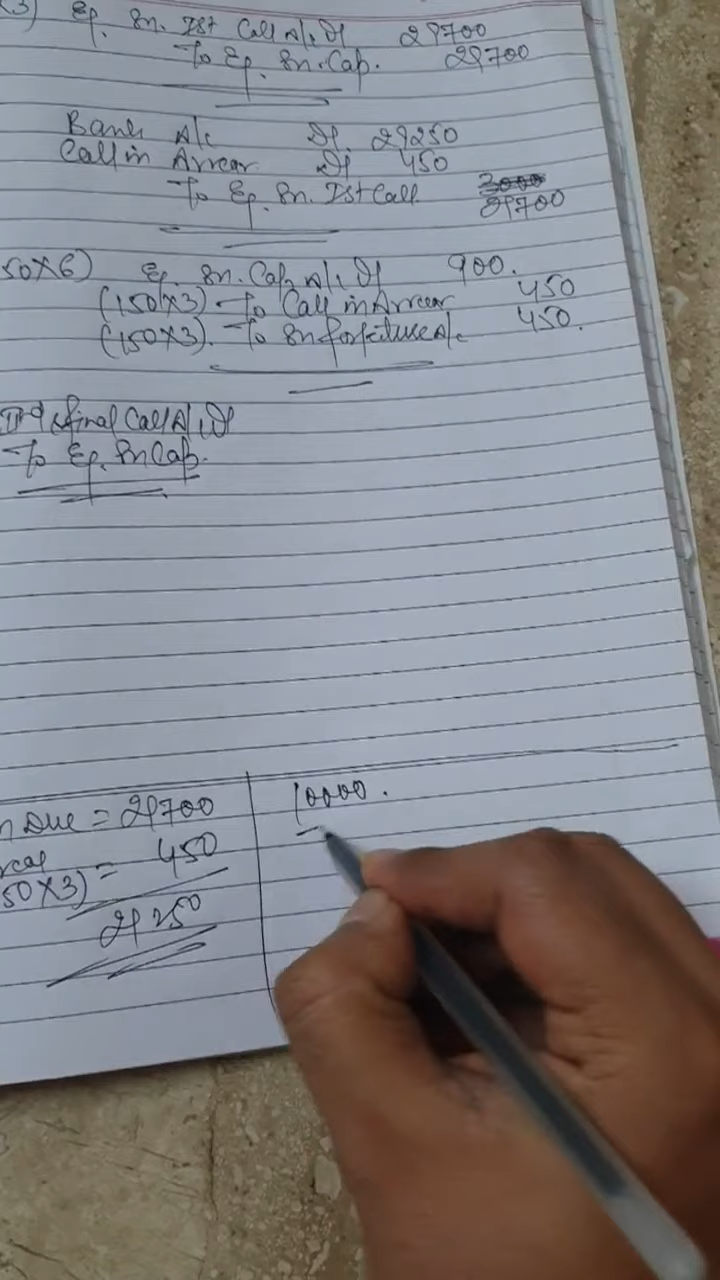 3) Eq. Sh. Ist Call A/c Dr 29700
To Eq. Sh. Cap. 29700
Bank A/c Dr. 29250
Call in Arrear Dr 450
To Eq. Sh. Ist Call 3000
29700
50×6) Eq. Sh. Cap. A/c Dr 900.
(150×3) To Call in Arrear 450
(150×3). To Sh forfeiture A/c 450.
IInd & final Call A/c Dr
To Eq. Sh Cap.
n Due = 29700
rear
50×3) = 450
29250
10000.